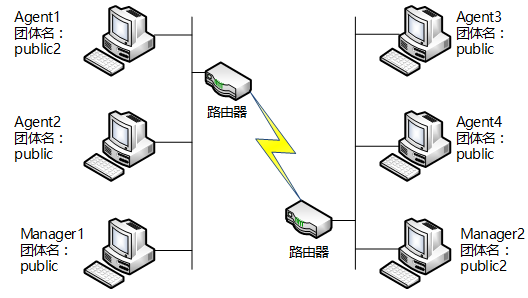 Agent1
团体名：
public2
Agent2
团体名：
public
Manager1
团体名：
public
路由器
路由器
Agent3
团体名：
public
Agent4
团体名：
public
Manager2
团体名：
public2